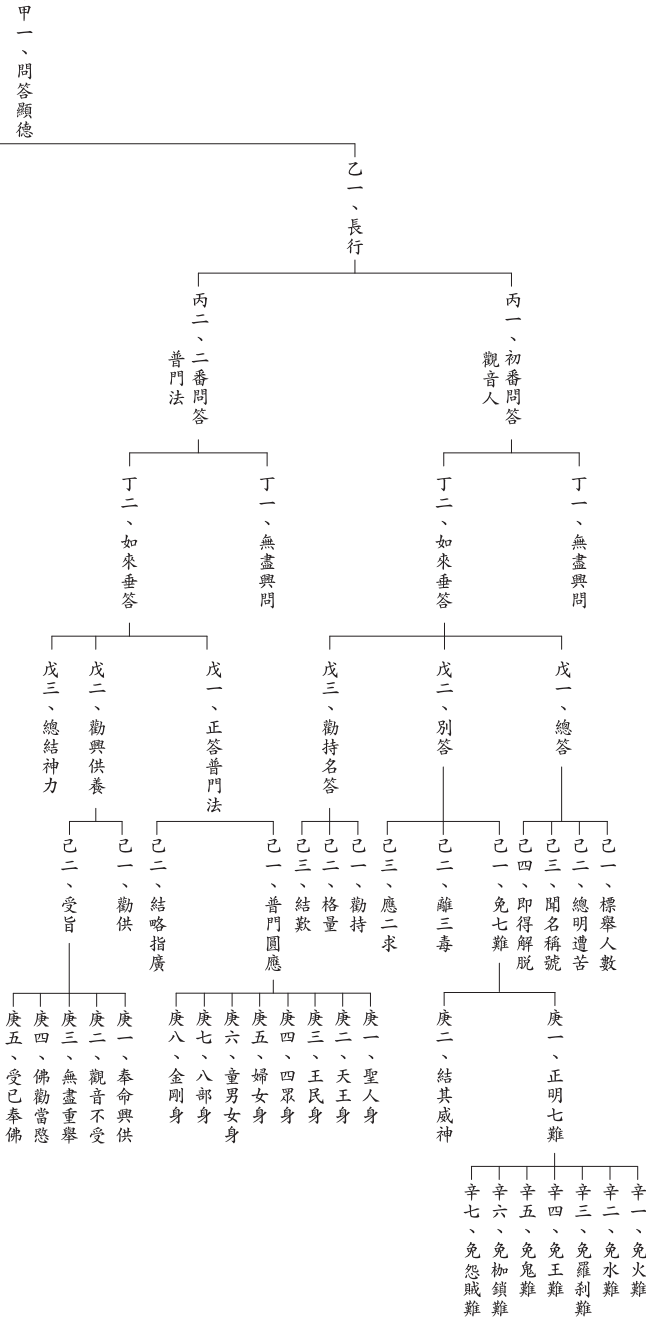 甲一、問答顯德
乙一、長行
丙一、初番問答
觀音人
丙二、二番問答
普門法
丁一、無盡興問
丁二、如來垂答
丁一、無盡興問
丁二、如來垂答
戊一、總答
戊二、別答
戊三、勸持名答
戊一、正答普門法
戊二、勸興供養
戊三、總結神力
己一、標舉人數
己二、總明遭苦
己三、聞名稱號
己四、即得解脫
己一、免七難
己二、離三毒
己三、應二求
己一、勸持
己二、格量
己三、結歎
己一、普門圓應
己二、結略指廣
己一、勸供
己二、受旨
庚一、正明七難
庚二、結其威神
庚一、聖人身
庚二、天王身
庚三、王民身
庚四、四眾身
庚五、婦女身
庚六、童男女身
庚七、八部身
庚八、金剛身
庚一、奉命興供
庚二、觀音不受
庚三、無盡重舉
庚四、佛勸當愍
庚五、受已奉佛
辛一、免火難
辛二、免水難
辛三、免羅剎難
辛四、免王難
辛五、免鬼難
辛六、免枷鎖難
辛七、免怨賊難